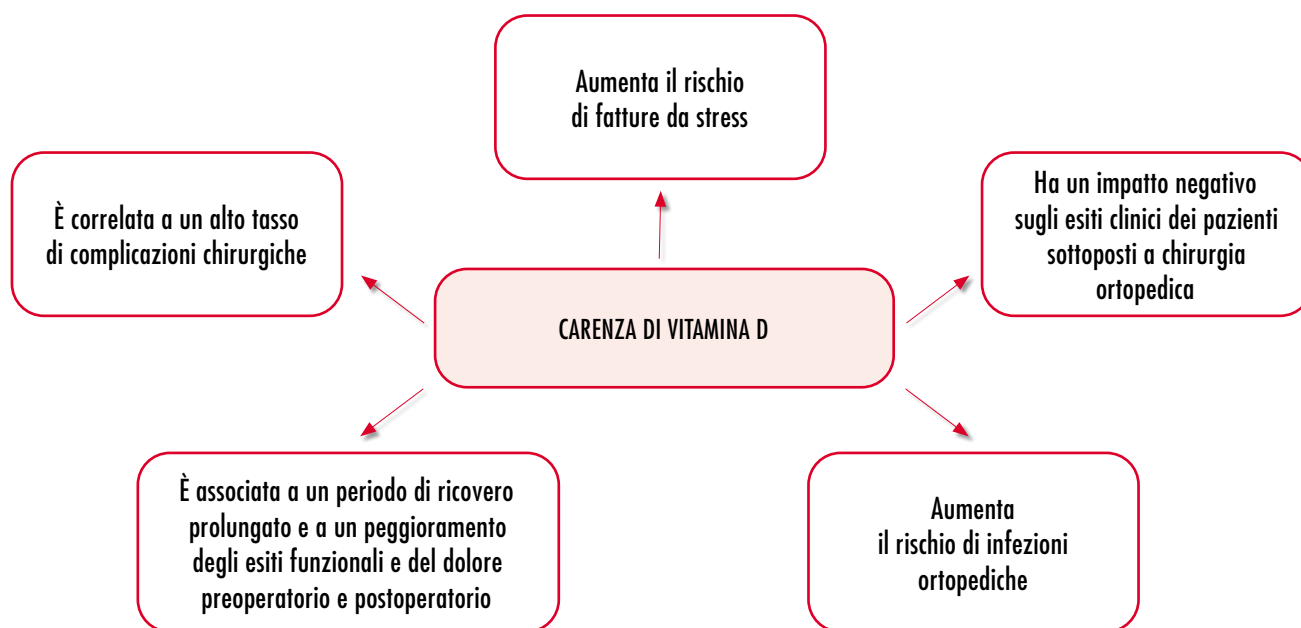 Aumenta il rischio
di fatture da stress
È correlata a un alto tasso
di complicazioni chirurgiche
Ha un impatto negativo
sugli esiti clinici dei pazienti
sottoposti a chirurgia
ortopedica
CARENZA DI VITAMINA D
È associata a un periodo di ricovero
prolungato e a un peggioramento
degli esiti funzionali e del dolore
preoperatorio e postoperatorio
Aumenta
il rischio di infezioni
ortopediche